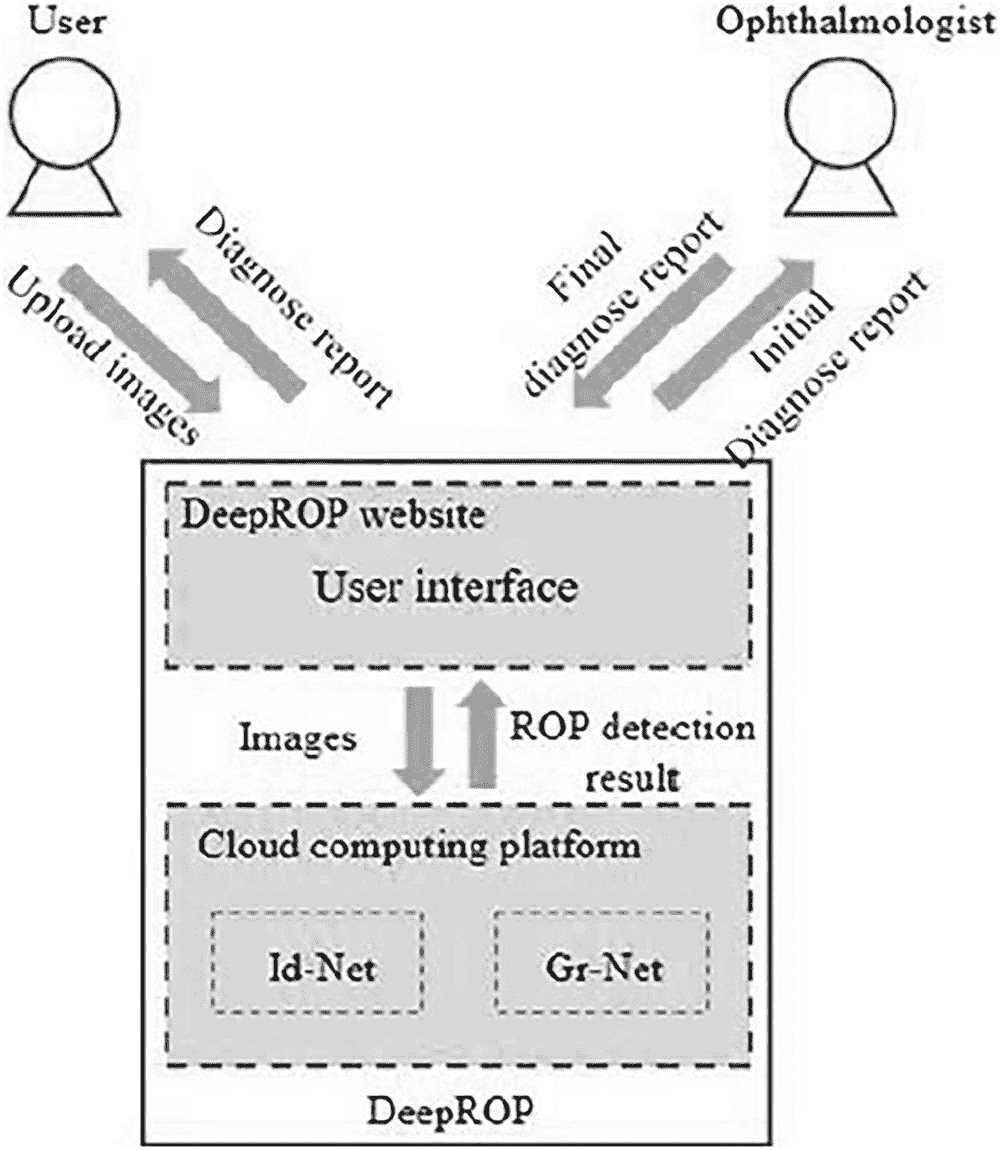 User
Ophthalmologist
Upload images
Diagnose report
Final
diagnose report
Initial
Diagnose report
DeepROP website
User interface
Images
ROP detection
result
Cloud computing platform
Id-Net
Gr-Net
DeepROP